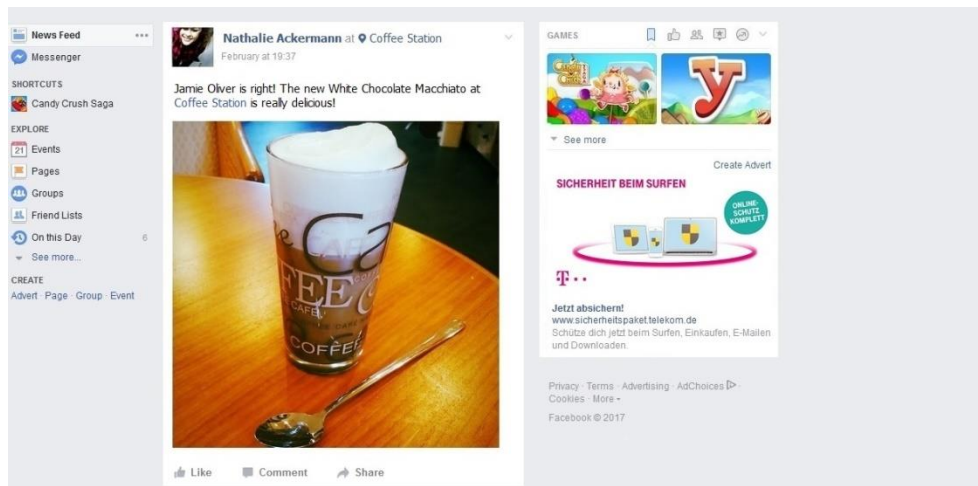 News Feed
Messenger
SHORTCUTS
Candy Crush Saga
EXPLORE
21 Events
Pages
Groups
Friend Lists
On this Day 6
See more...
CREATE
Advert · Page · Group · Event
Nathalie Ackermann at Coffee Station
February at 19:37
Jamie Oliver is right! The new White Chocolate Macchiato at
Coffee Station is really delicious!
CAFE
COFFEE
Like Comment Share
GAMES
Candy Crush
y
See more
Create Advert
SICHERHEIT BEIM SURFEN
ONLINE-
SCHUTZ
KOMPLETT
T
Jetzt absichern!
www.sicherheitspaket.telekom.de
Schütze dich jetzt beim Surfen, Einkaufen, E-Mailen
und Downloaden.
Privacy · Terms · Advertising · AdChoices ·
Cookies · More
Facebook © 2017